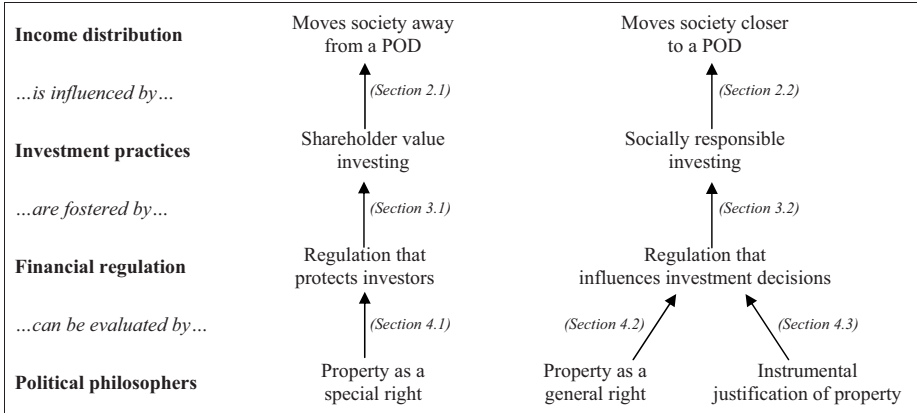 Income distribution
Moves society away
from a POD
Moves society closer
to a POD
…is influenced by…
(Section 2.1)
(Section 2.2)
Investment practices
Shareholder value
investing
Socially responsible
investing
…are fostered by…
(Section 3.1)
(Section 3.2)
Financial regulation
Regulation that
protects investors
Regulation that
influences investment decisions
…can be evaluated by…
(Section 4.1)
(Section 4.2)
(Section 4.3)
Political philosophers
Property as a
special right
Property as a
general right
Instrumental
justification of property